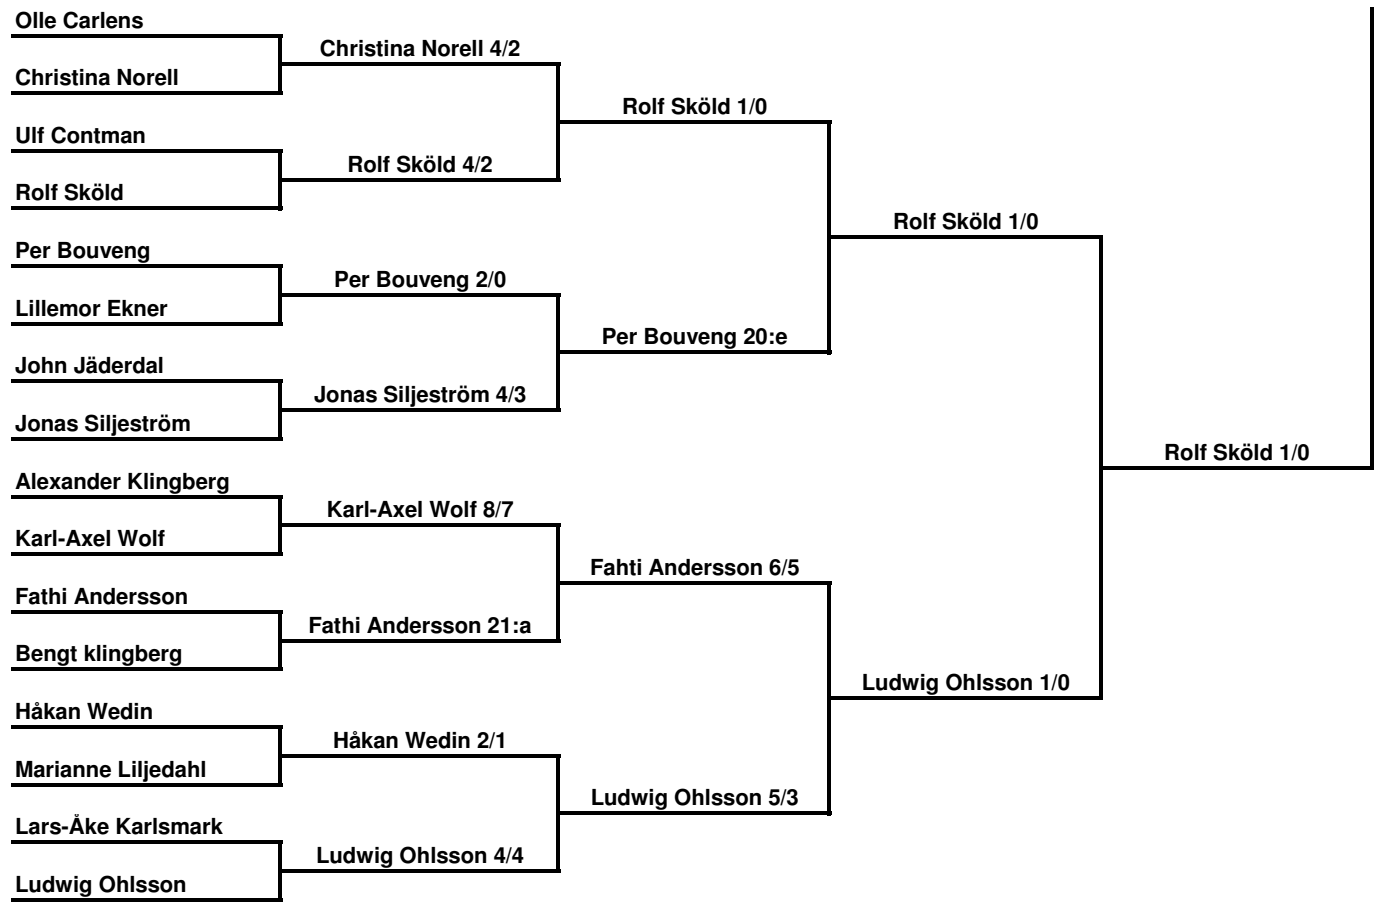 Olle Carlens
Christina Norell 4/2
Christina Norell
Rolf Sköld 1/0
Ulf Contman
Rolf Sköld 4/2
Rolf Sköld
Rolf Sköld 1/0
Per Bouveng
Per Bouveng 2/0
Lillemor Ekner
Per Bouveng 20:e
John Jäderdal
Jonas Siljeström 4/3
Jonas Siljeström
Rolf Sköld 1/0
Alexander Klingberg
Karl-Axel Wolf 8/7
Karl-Axel Wolf
Fahti Andersson 6/5
Fathi Andersson
Fathi Andersson 21:a
Bengt klingberg
Ludwig Ohlsson 1/0
Håkan Wedin
Håkan Wedin 2/1
Marianne Liljedahl
Ludwig Ohlsson 5/3
Lars-Åke Karlsmark
Ludwig Ohlsson 4/4
Ludwig Ohlsson